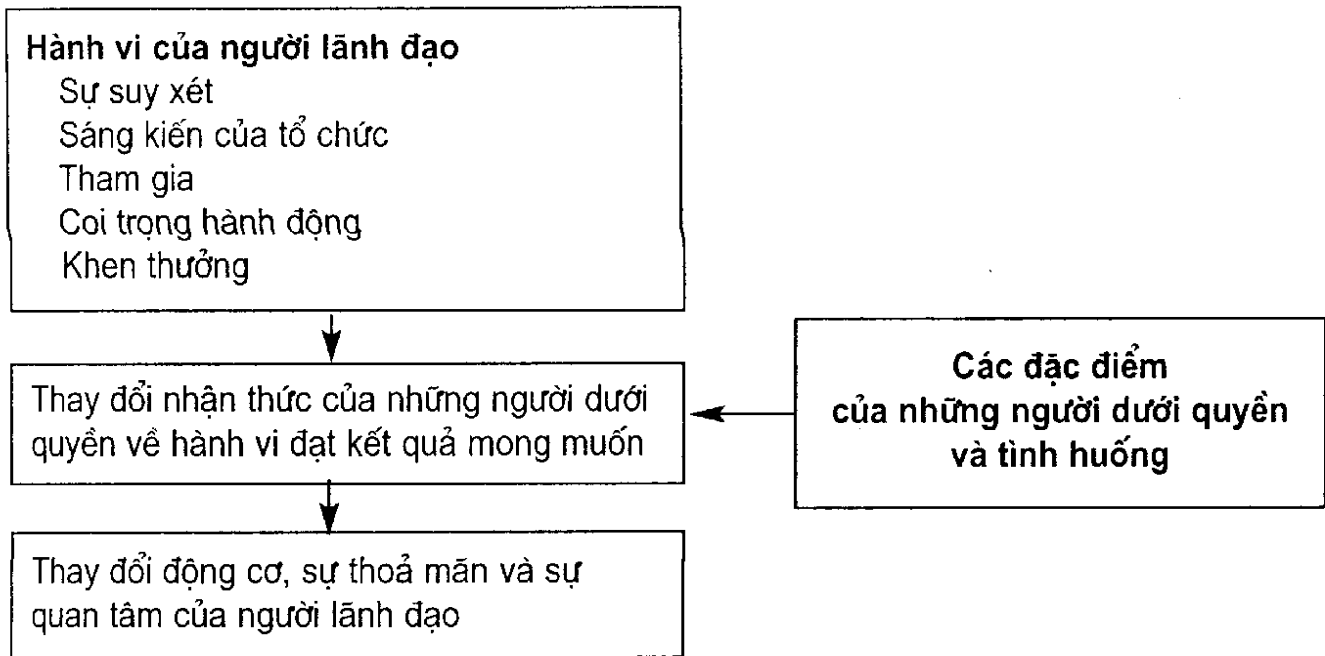 Hành vi của người lãnh đạo
Sự suy xét
Sáng kiến của tổ chức
Tham gia
Coi trọng hành động
Khen thưởng
Thay đổi nhận thức của những người dưới
quyền về hành vi đạt kết quả mong muốn
Các đặc điểm
của những người dưới quyền
và tình huống
Thay đổi động cơ, sự thoả mãn và sự
quan tâm của người lãnh đạo